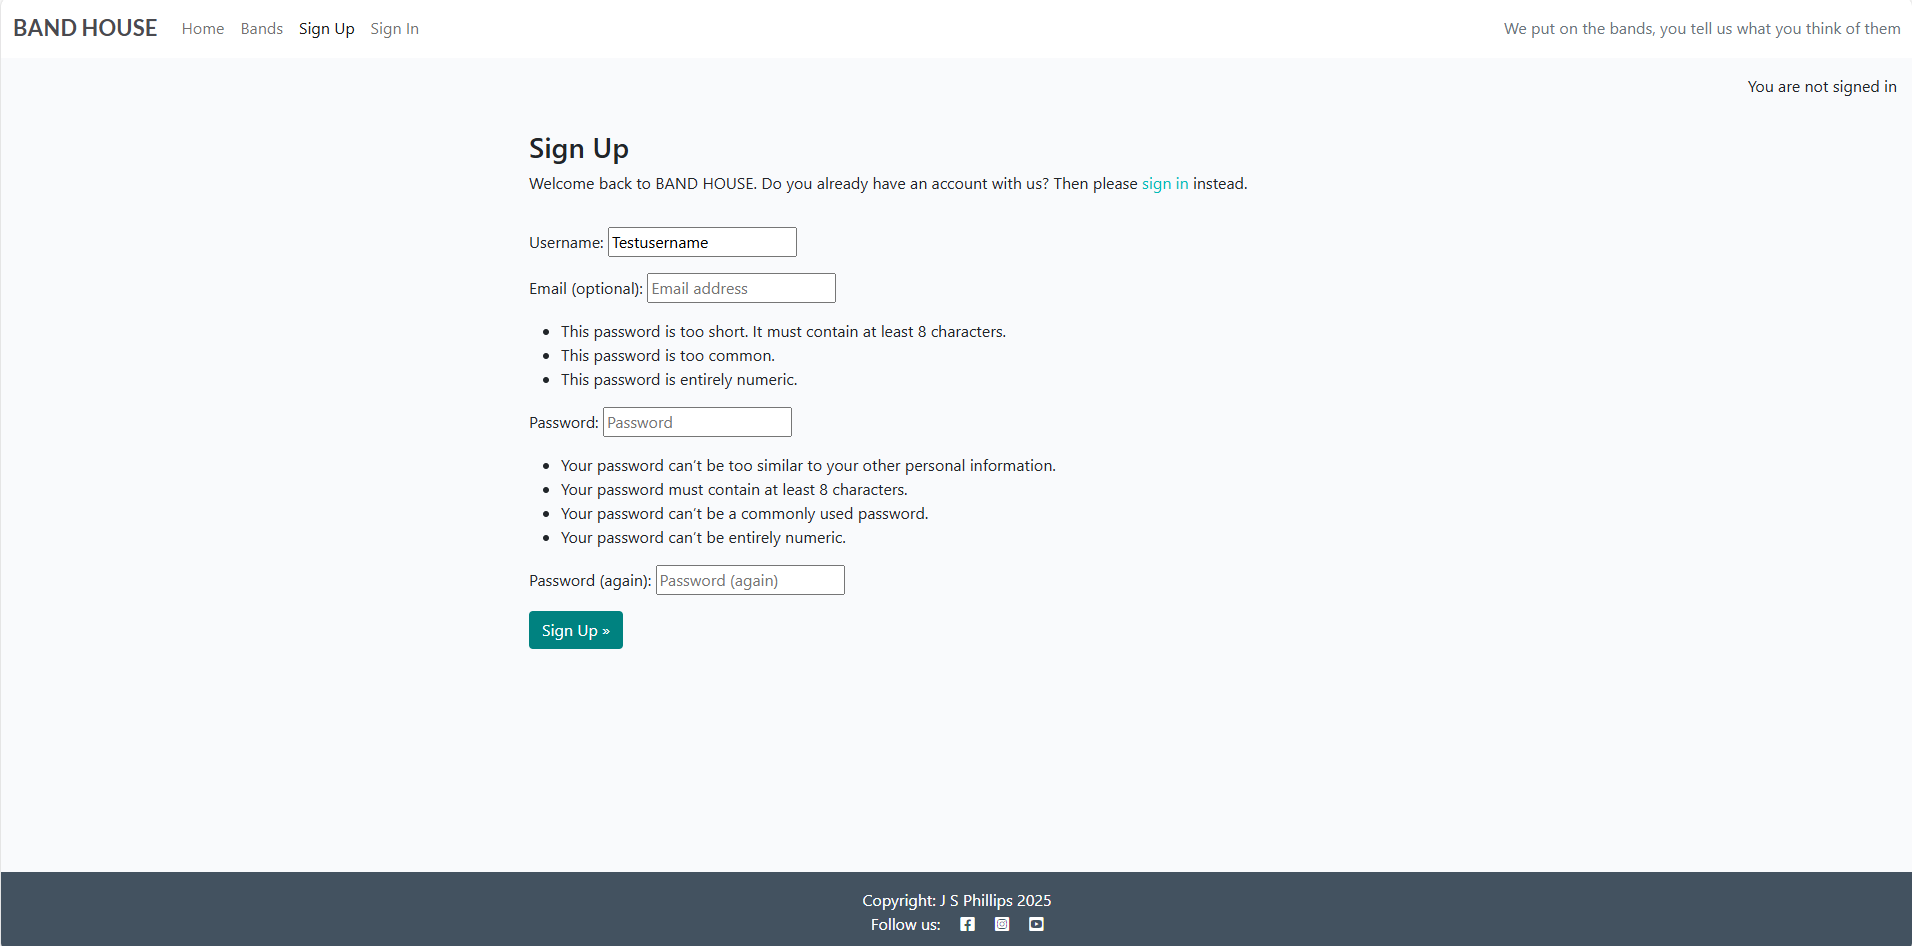 BAND HOUSE Home Bands Sign Up Sign In We put on the bands, you tell us what you think of them
You are not signed in
Sign Up
Welcome back to BAND HOUSE. Do you already have an account with us? Then please sign in instead.
Username: Testusername
Email (optional): Email address
• This password is too short. It must contain at least 8 characters.
• This password is too common.
• This password is entirely numeric.
Password: Password
• Your password can’t be too similar to your other personal information.
• Your password must contain at least 8 characters.
• Your password can’t be a commonly used password.
• Your password can’t be entirely numeric.
Password (again): Password (again)
Sign Up »
Copyright: J S Phillips 2025
Follow us: